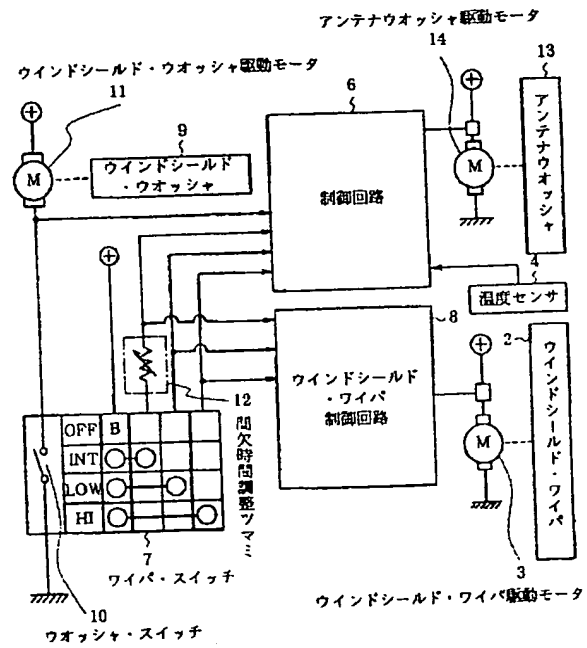 アンテナウオッシャ駆動モータ
14
13
ウインドシールド・ウオッシャ駆動モータ
11
6
9
M
ウインドシールド
・ウオッシャ
制御回路
M
アンテナウオッシャ
4
温度センサ
8
2
ウインドシールド
・ワイパ
制御回路
M
ウインドシールド・ワイパ
12
間欠時間調整ツマミ
OFF B
INT
LOW
HI
7
ワイパ・スイッチ
3
ウインドシールド・ワイパ駆動モータ
10
ウオッシャ・スイッチ